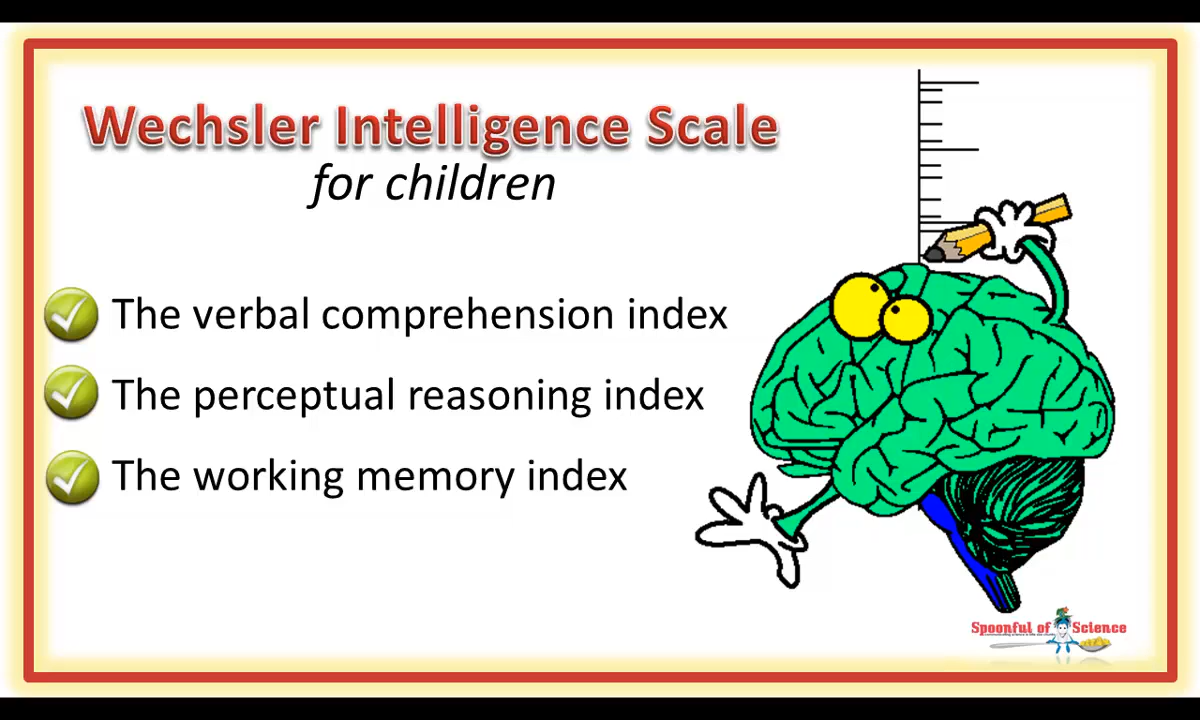 Wechsler Intelligence Scale
for children
The verbal comprehension index
The perceptual reasoning index
The working memory index
Spoonful of Science